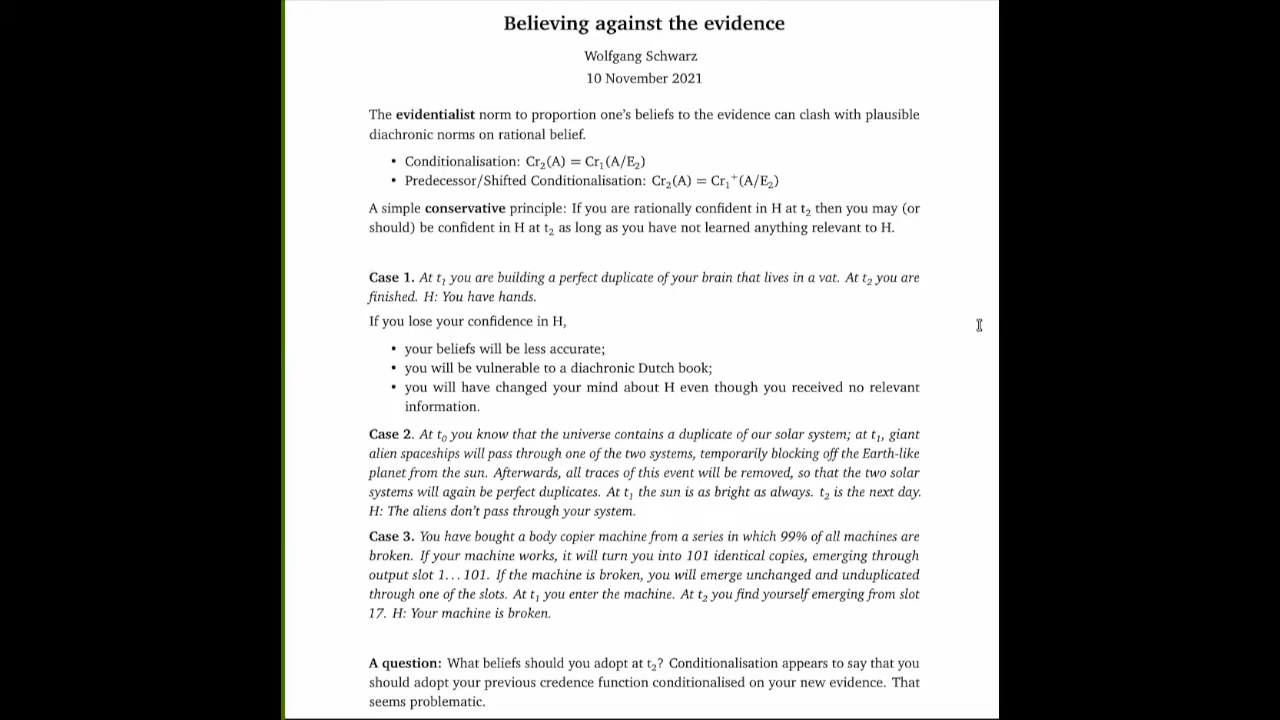 Believing against the evidence
Wolfgang Schwarz
10 November 2021
The evidentialist norm to proportion one's beliefs to the evidence can clash with plausible
diachronic norms on rational belief.
• Conditionalisation: Cr₂(A) = Cr₁(A/E₂)
• Predecessor/Shifted Conditionalisation: Cr₂(A) = Cr₁⁺(A/E₂)
A simple conservative principle: If you are rationally confident in H at t₂ then you may (or
should) be confident in H at t₂ as long as you have not learned anything relevant to H.
Case 1. At t₁ you are building a perfect duplicate of your brain that lives in a vat. At t₂ you are
finished. H: You have hands.
If you lose your confidence in H,
• your beliefs will be less accurate;
• you will be vulnerable to a diachronic Dutch book;
• you will have changed your mind about H even though you received no relevant
information.
Case 2. At t₀ you know that the universe contains a duplicate of our solar system; at t₁, giant
alien spaceships will pass through one of the two systems, temporarily blocking off the Earth-like
planet from the sun. Afterwards, all traces of this event will be removed, so that the two solar
systems will again be perfect duplicates. At t₁ the sun is as bright as always. t₂ is the next day.
H: The aliens don't pass through your system.
Case 3. You have bought a body copier machine from a series in which 99% of all machines are
broken. If your machine works, it will turn you into 101 identical copies, emerging through
output slot 1...101. If the machine is broken, you will emerge unchanged and unduplicated
through one of the slots. At t₁ you enter the machine. At t₂ you find yourself emerging from slot
17. H: Your machine is broken.
A question: What beliefs should you adopt at t₂? Conditionalisation appears to say that you
should adopt your previous credence function conditionalised on your new evidence. That
seems problematic.